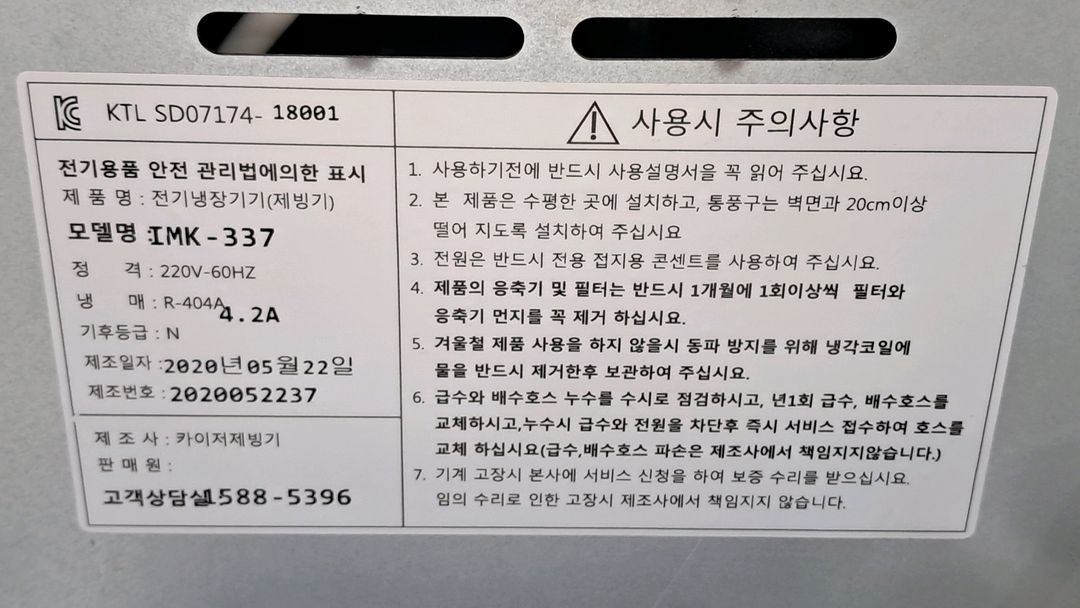 KTL SD07174- 18001
전기용품 안전 관리법에의한 표시
제 품 명 : 전기냉장기기(제빙기)
모델명 :IMK-337
정 격 : 220V-60HZ
냉 매 : R-404A
4.2A
기후등급 : N
제조일자 :2020년05월22일
제조번호 : 2020052237
제 조 사 : 카이저제빙기
판 매 원 :
고객상담실1588-5396
사용시 주의사항
1. 사용하기전에 반드시 사용설명서을 꼭 읽어 주십시요.
2. 본 제품은 수평한 곳에 설치하고, 통풍구는 벽면과 20cm이상
떨어 지도록 설치하여 주십시요
3. 전원은 반드시 전용 접지용 콘센트를 사용하여 주십시요.
4. 제품의 응축기 및 필터는 반드시 1개월에 1회이상씩 필터와
응축기 먼지를 꼭 제거 하십시요.
5. 겨울철 제품 사용을 하지 않을시 동파 방지를 위해 냉각코일에
물을 반드시 제거한후 보관하여 주십시요.
6. 급수와 배수호스 누수를 수시로 점검하시고, 년1회 급수, 배수호스를
교체하시고,누수시 급수와 전원을 차단후 즉시 서비스 접수하여 호스를
교체 하십시요(급수,배수호스 파손은 제조사에서 책임지지않습니다.)
7. 기계 고장시 본사에 서비스 신청을 하여 보증 수리를 받으십시요.
임의 수리로 인한 고장시 제조사에서 책임지지 않습니다.